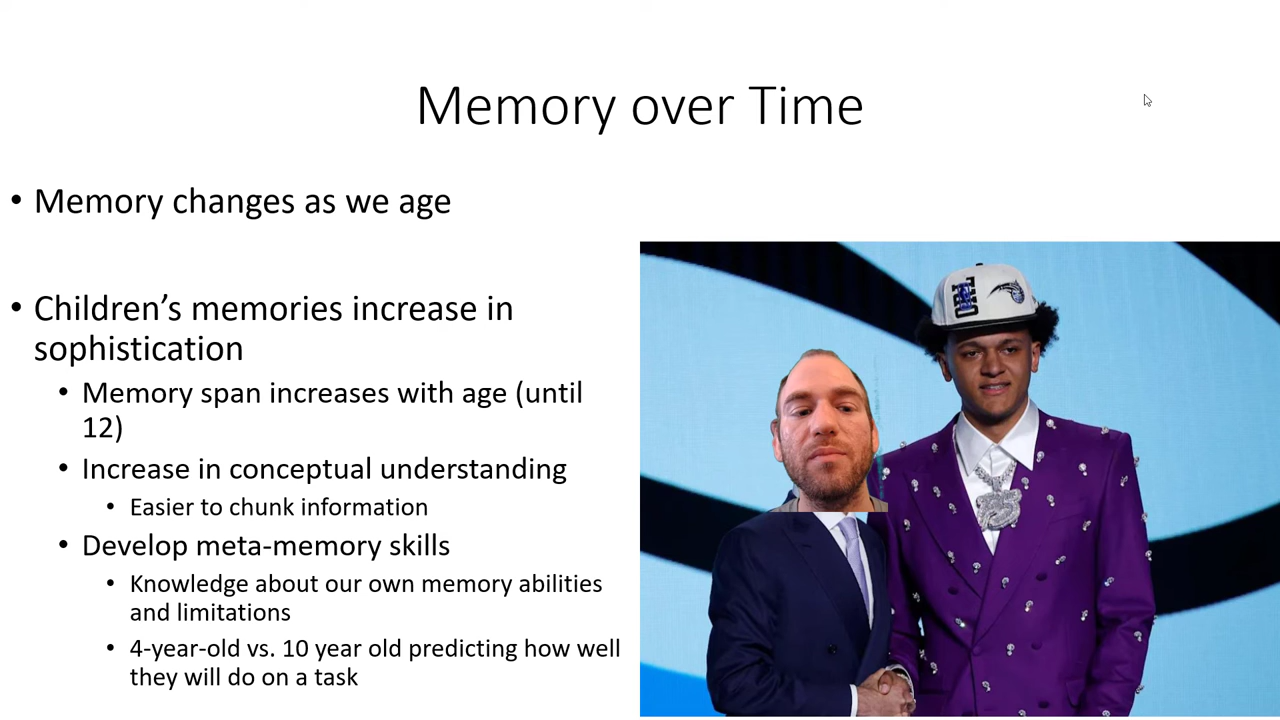 Memory over Time
• Memory changes as we age
• Children’s memories increase in
sophistication
• Memory span increases with age (until
12)
• Increase in conceptual understanding
• Easier to chunk information
• Develop meta-memory skills
• Knowledge about our own memory abilities
and limitations
• 4-year-old vs. 10 year old predicting how well
they will do on a task